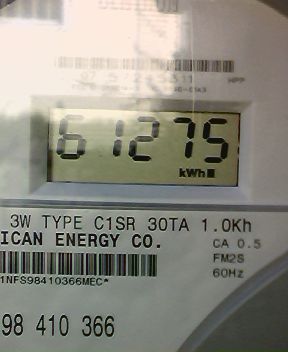 HPP
61275
kWh
3W TYPE C1SR 30TA 1.0Kh
ICAN ENERGY CO.
CA 0.5
FM2S
60Hz
1NFS98410366MEC*
98 410 366